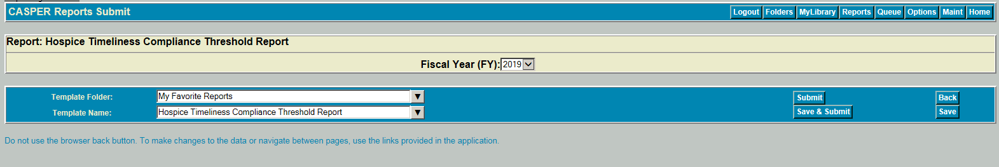 CASPER Reports Submit
Logout Folders MyLibrary Reports Queue Options Maint Home
Report: Hospice Timeliness Compliance Threshold Report
Fiscal Year (FY): 2019
Template Folder: My Favorite Reports Submit Back
Template Name: Hospice Timeliness Compliance Threshold Report Save & Submit Save
Do not use the browser back button. To make changes to the data or navigate between pages, use the links provided in the application.